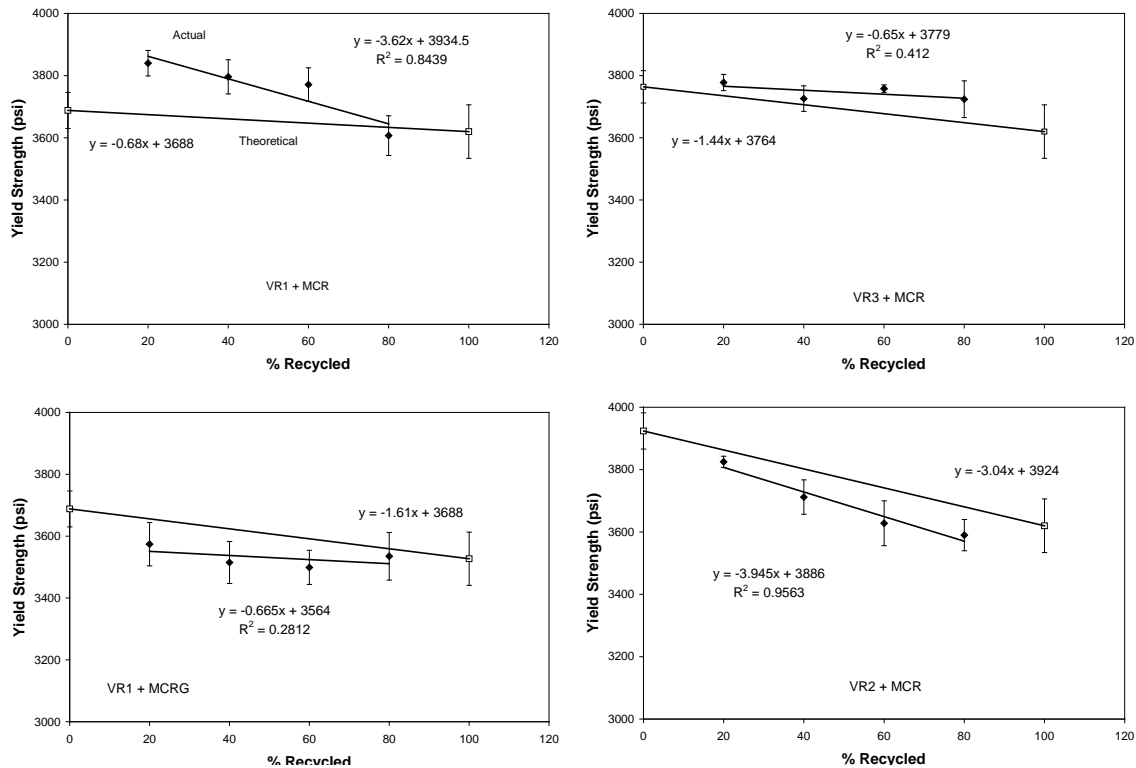 4000
3800
3600
3400
3200
3000
Yield Strength (psi)
Actual
y = -3.62x + 3934.5
R² = 0.8439
y = -0.68x + 3688
Theoretical
VR1 + MCR
0 20 40 60 80 100 120
% Recycled
4000
3800
3600
3400
3200
3000
Yield Strength (psi)
y = -0.65x + 3779
R² = 0.412
y = -1.44x + 3764
VR3 + MCR
0 20 40 60 80 100 120
% Recycled
4000
3800
3600
3400
3200
3000
Yield Strength (psi)
y = -1.61x + 3688
y = -0.665x + 3564
R² = 0.2812
VR1 + MCRG
0 20 40 60 80 100 120
% Recycled
4000
3800
3600
3400
3200
3000
Yield Strength (psi)
y = -3.04x + 3924
y = -3.945x + 3886
R² = 0.9563
VR2 + MCR
0 20 40 60 80 100 120
% Recycled